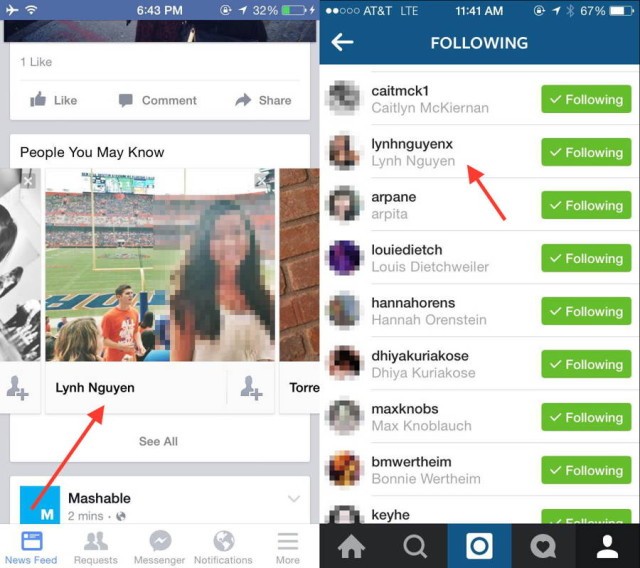 6:43 PM
32%
1 Like
Like
Comment
Share
People You May Know
Lynh Nguyen
Torre
See All
M
Mashable
2 mins
News Feed
Requests
Messenger
Notifications
More
AT&T LTE
11:41 AM
67%
FOLLOWING
caitmck1
Caitlyn McKiernan
Following
lynhnguyenx
Lynh Nguyen
Following
arpane
arpita
Following
louiedietch
Louis Dietchweiler
Following
hannahorens
Hannah Orenstein
Following
dhiyakuriakose
Dhiya Kuriakose
Following
maxknobs
Max Knoblauch
Following
bmwertheim
Bonnie Wertheim
Following
keyhe
Following